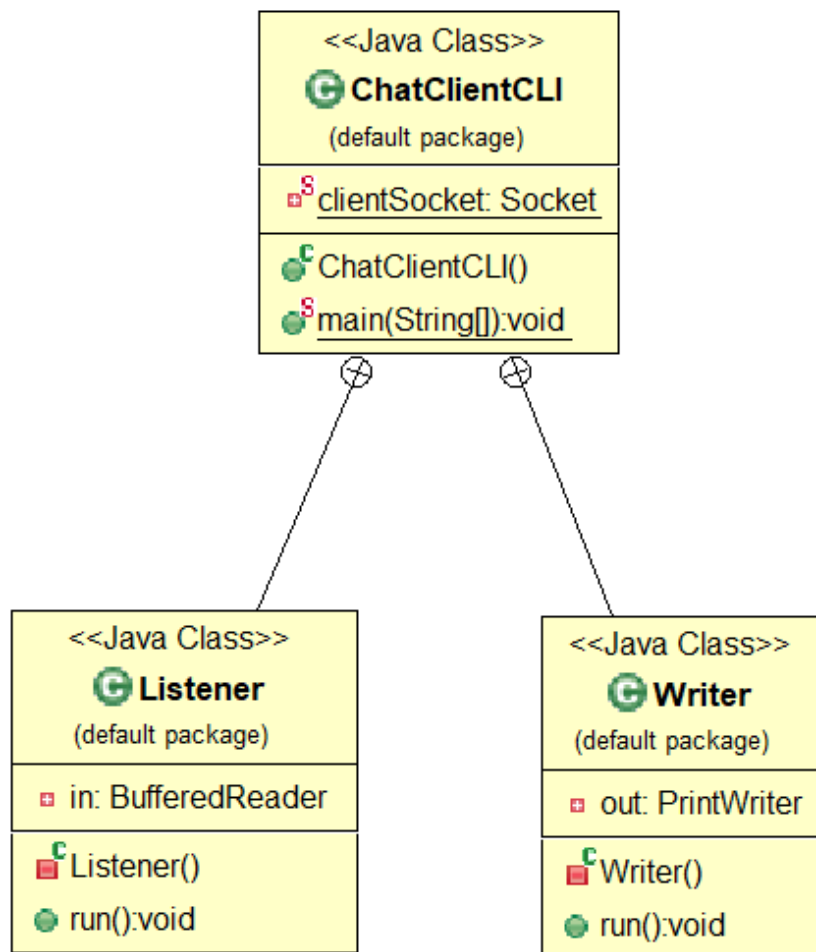 <<Java Class>>
C ChatClientCLI
(default package)
S clientSocket: Socket
C ChatClientCLI()
S main(String[]):void
<<Java Class>>
C Listener
(default package)
in: BufferedReader
C Listener()
run():void
<<Java Class>>
C Writer
(default package)
out: PrintWriter
C Writer()
run():void